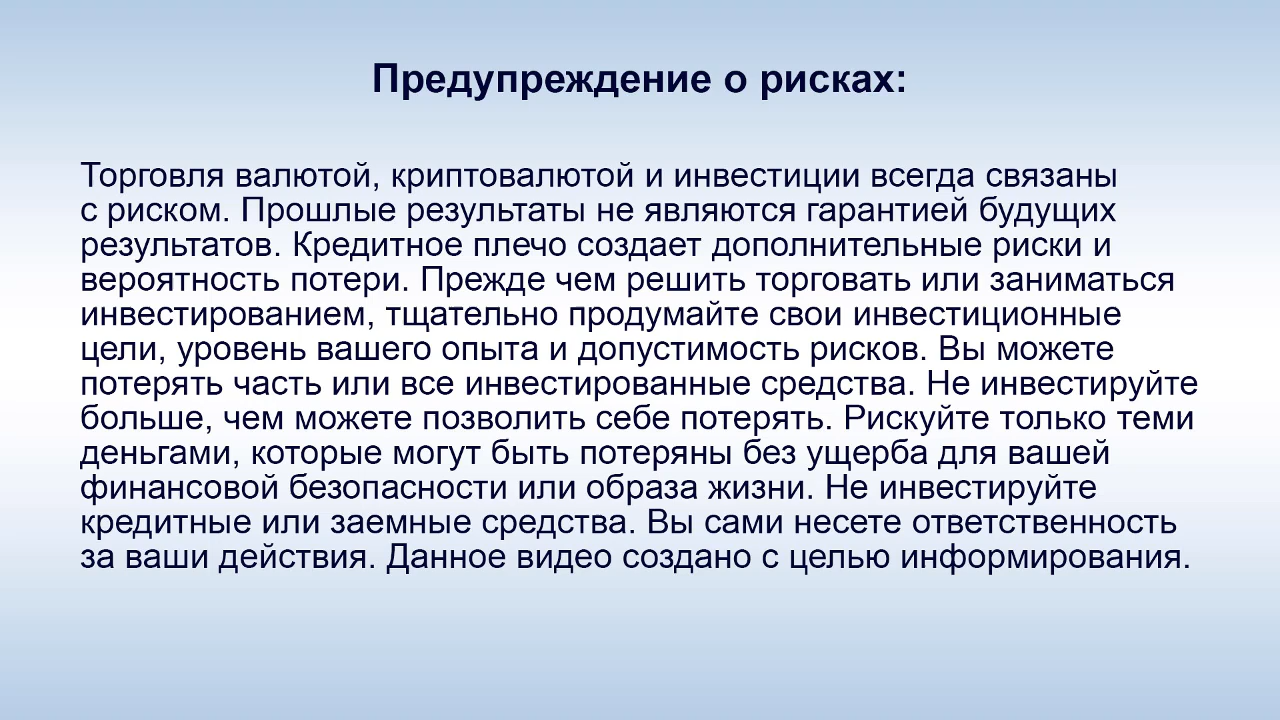 Предупреждение о рисках:
Торговля валютой, криптовалютой и инвестиции всегда связаны
с риском. Прошлые результаты не являются гарантией будущих
результатов. Кредитное плечо создает дополнительные риски и
вероятность потери. Прежде чем решить торговать или заниматься
инвестированием, тщательно продумайте свои инвестиционные
цели, уровень вашего опыта и допустимость рисков. Вы можете
потерять часть или все инвестированные средства. Не инвестируйте
больше, чем можете позволить себе потерять. Рискуйте только теми
деньгами, которые могут быть потеряны без ущерба для вашей
финансовой безопасности или образа жизни. Не инвестируйте
кредитные или заемные средства. Вы сами несете ответственность
за ваши действия. Данное видео создано с целью информирования.